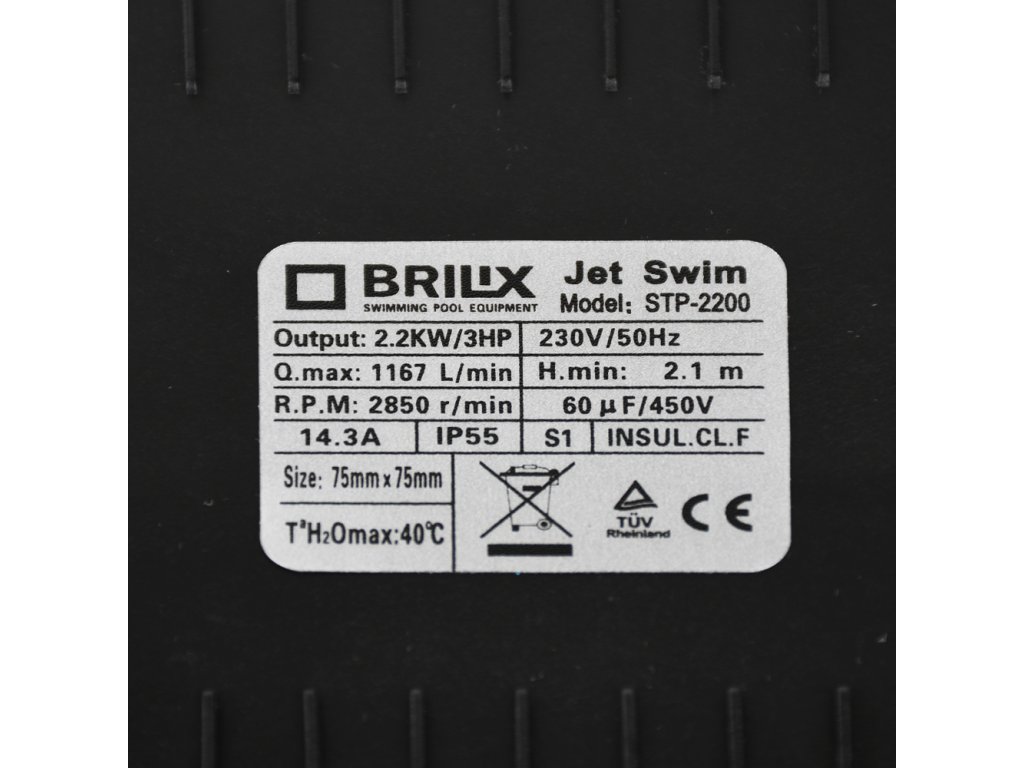 BRILIX
SWIMMING POOL EQUIPMENT
Jet Swim
Model: STP-2200
Output: 2.2KW/3HP
230V/50Hz
Q.max: 1167 L/min
H.min: 2.1 m
R.P.M: 2850 r/min
60 μF/450V
14.3A
IP55
S1
INSUL.CL.F
Size: 75mm x 75mm
TªH₂Omax:40℃
TÜV
Rheinland
CE